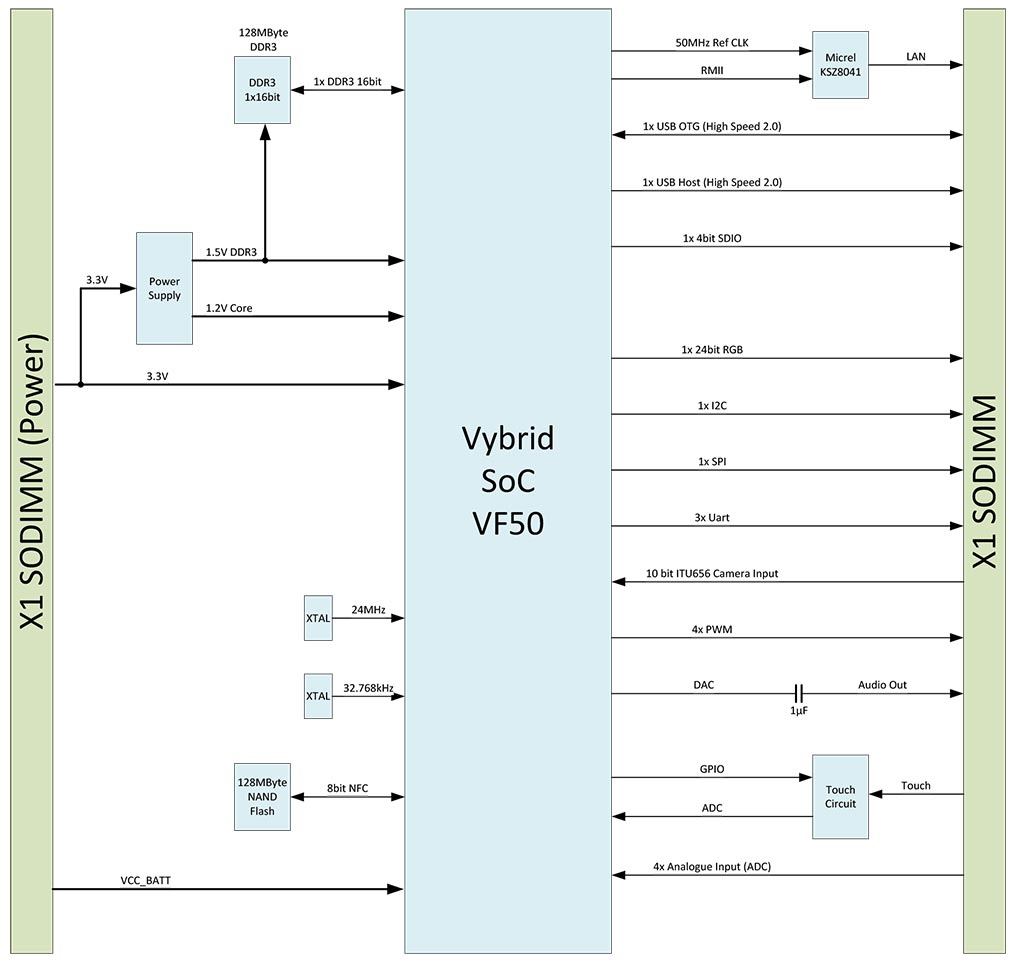 X1 SODIMM (Power)
128MByte
DDR3
DDR3
1x16bit
1x DDR3 16bit
Power
Supply
3.3V
1.5V DDR3
1.2V Core
3.3V
XTAL
24MHz
XTAL
32.768kHz
128MByte
NAND
Flash
8bit NFC
VCC_BATT
Vybrid
SoC
VF50
50MHz Ref CLK
RMII
Micrel
KSZ8041
LAN
1x USB OTG (High Speed 2.0)
1x USB Host (High Speed 2.0)
1x 4bit SDIO
1x 24bit RGB
1x I2C
1x SPI
3x Uart
10 bit ITU656 Camera Input
4x PWM
DAC
1µF
Audio Out
GPIO
ADC
Touch
Circuit
Touch
4x Analogue Input (ADC)
X1 SODIMM